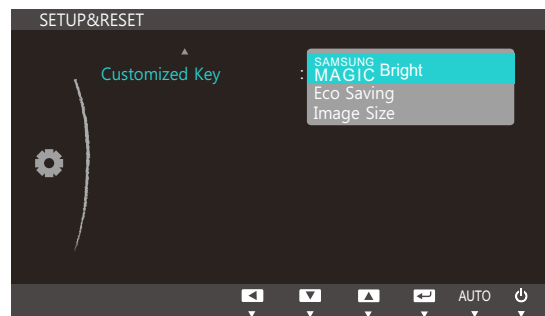 SETUP&RESET
Customized Key : SAMSUNG MAGIC Bright
Eco Saving
Image Size
AUTO